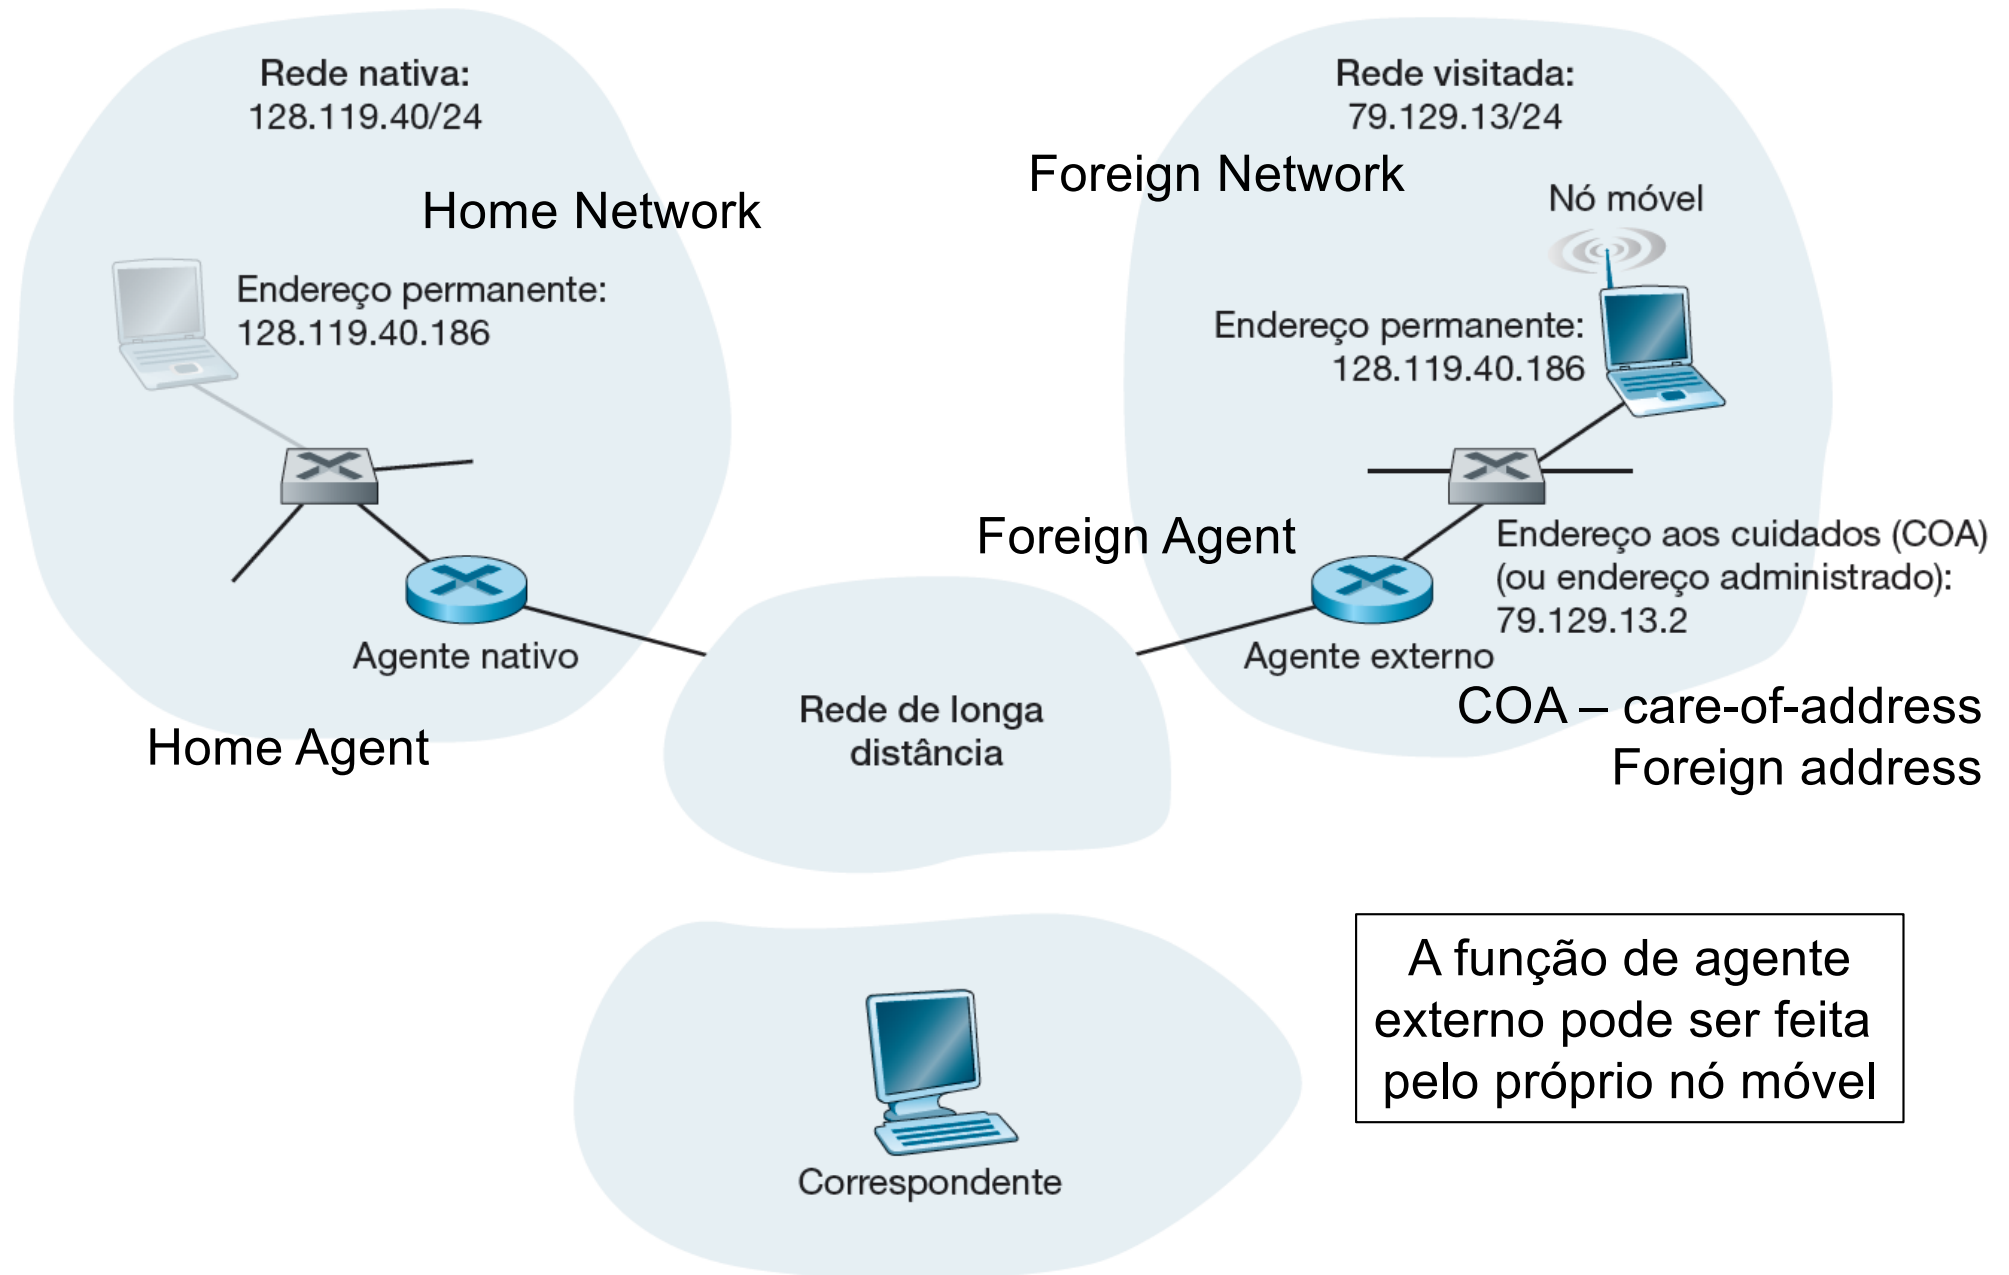 Rede nativa:
128.119.40/24
Home Network
Endereço permanente:
128.119.40.186
Agente nativo
Home Agent
Rede visitada:
79.129.13/24
Foreign Network
Nó móvel
Endereço permanente:
128.119.40.186
Foreign Agent
Endereço aos cuidados (COA)
(ou endereço administrado):
79.129.13.2
Agente externo
COA – care-of-address
Foreign address
Rede de longa
distância
A função de agente
externo pode ser feita
pelo próprio nó móvel
Correspondente